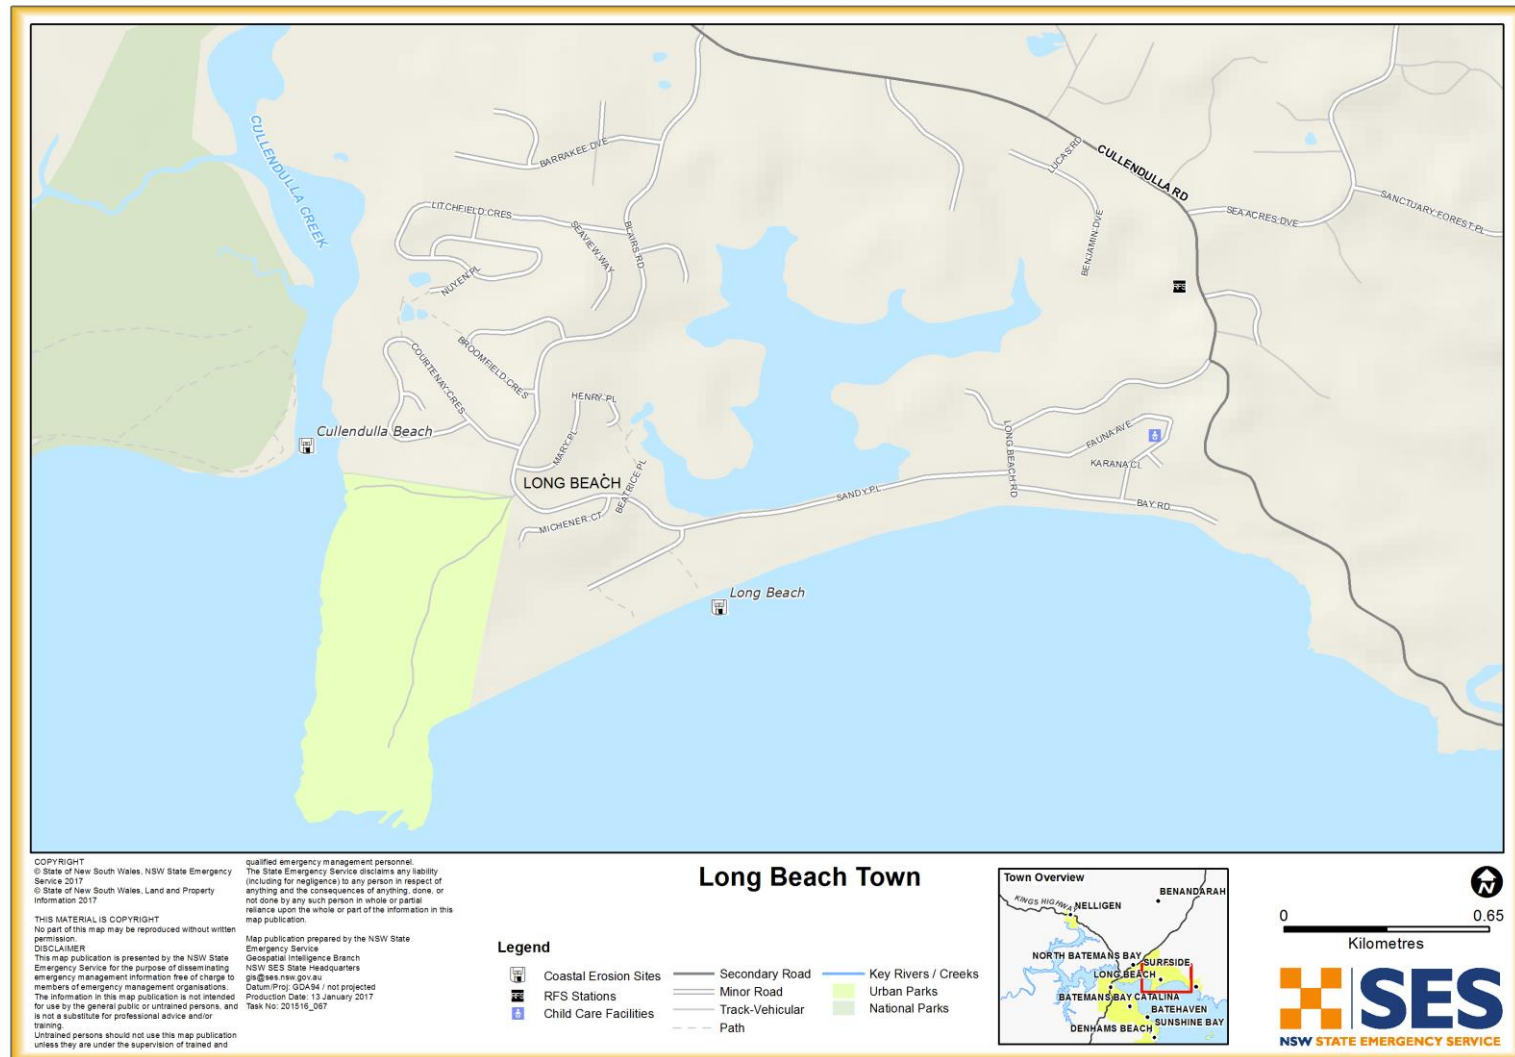 CULLENDULLA CREEK
BARRAKEE DVE
LITCHFIELD CRES
SEAVIEW WAY
BLAIRS RD
NUYEN PL
BROOMFIELD CRES
COURTENAY CRES
HENRY PL
MARY PL
Cullendulla Beach
LONG BEACH
BEATRICE PL
MICHENER CT
SANDY PL
Long Beach
LUCAS RD
CULLENDULLA RD
BENJAMIN DVE
SEA ACRES DVE
SANCTUARY FOREST PL
RFS
LONG BEACH RD
FAUNA AVE
KARANA CL
BAY RD
COPYRIGHT
© State of New South Wales, NSW State Emergency
Service 2017
© State of New South Wales, Land and Property
Information 2017
THIS MATERIAL IS COPYRIGHT
No part of this map may be reproduced without written
permission.
DISCLAIMER
This map publication is presented by the NSW State
Emergency Service for the purpose of disseminating
emergency management information free of charge to
members of emergency management organisations.
The information in this map publication is not intended
for use by the general public or untrained persons, and
is not a substitute for professional advice and/or
training.
Untrained persons should not use this map publication
unless they are under the supervision of trained and
qualified emergency management personnel.
The State Emergency Service disclaims any liability
(including for negligence) to any person in respect of
anything and the consequences of anything, done, or
not done by any such person in whole or partial
reliance upon the whole or part of the information in this
map publication.
Map publication prepared by the NSW State
Emergency Service
Geospatial Intelligence Branch
NSW SES State Headquarters
gis@ses.nsw.gov.au
Datum/Proj: GDA94 / not projected
Production Date: 13 January 2017
Task No: 201516_067
Long Beach Town
Legend
Coastal Erosion Sites
RFS RFS Stations
Child Care Facilities
Secondary Road
Minor Road
Track-Vehicular
Path
Key Rivers / Creeks
Urban Parks
National Parks
Town Overview
BENANDARAH
KINGS HIGHWAY
NELLIGEN
NORTH BATEMANS BAY
SURFSIDE
LONG BEACH
BATEMANS BAY CATALINA
BATEHAVEN
SUNSHINE BAY
DENHAMS BEACH
N
0 0.65
Kilometres
SES
NSW STATE EMERGENCY SERVICE